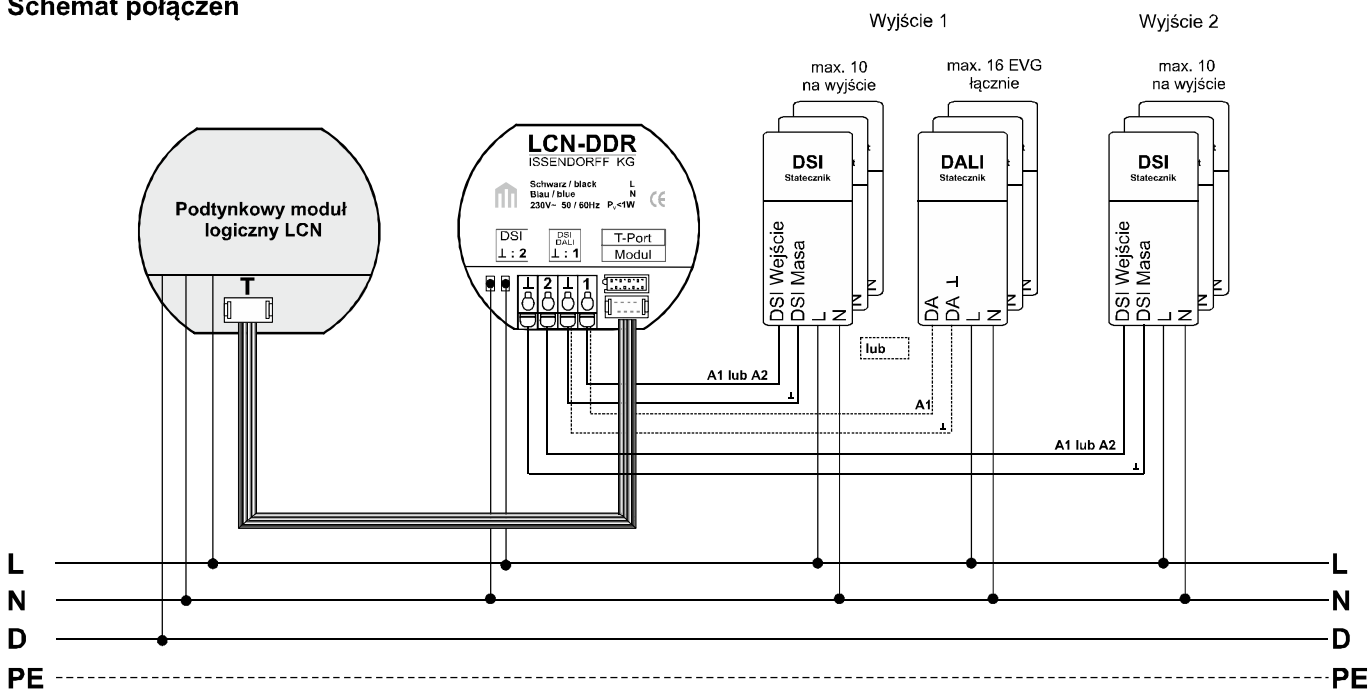 Schemat połączeń
Wyjście 1
Wyjście 2
max. 10
na wyjście
max. 16 EVG
łącznie
max. 10
na wyjście
Podtynkowy moduł
logiczny LCN
T
LCN-DDR
ISSENDORFF KG
Schwarz / black L
Blau / blue N
230V~ 50 / 60Hz Pv<1W
CE
DSI
⊥ : 2
DSI
DALI
⊥ : 1
T-Port
Moduł
⊥ 2 ⊥ 1
DSI
Statecznik
DSI Wejście
DSI Masa
L
N
N
t
DALI
Statecznik
DA
DA ⊥
L
N
N
N
DSI
Statecznik
DSI Wejście
DSI Masa
L
N
N
N
t
lub
A1 lub A2
⊥
A1
⊥
A1 lub A2
⊥
L L
N N
D D
PE PE